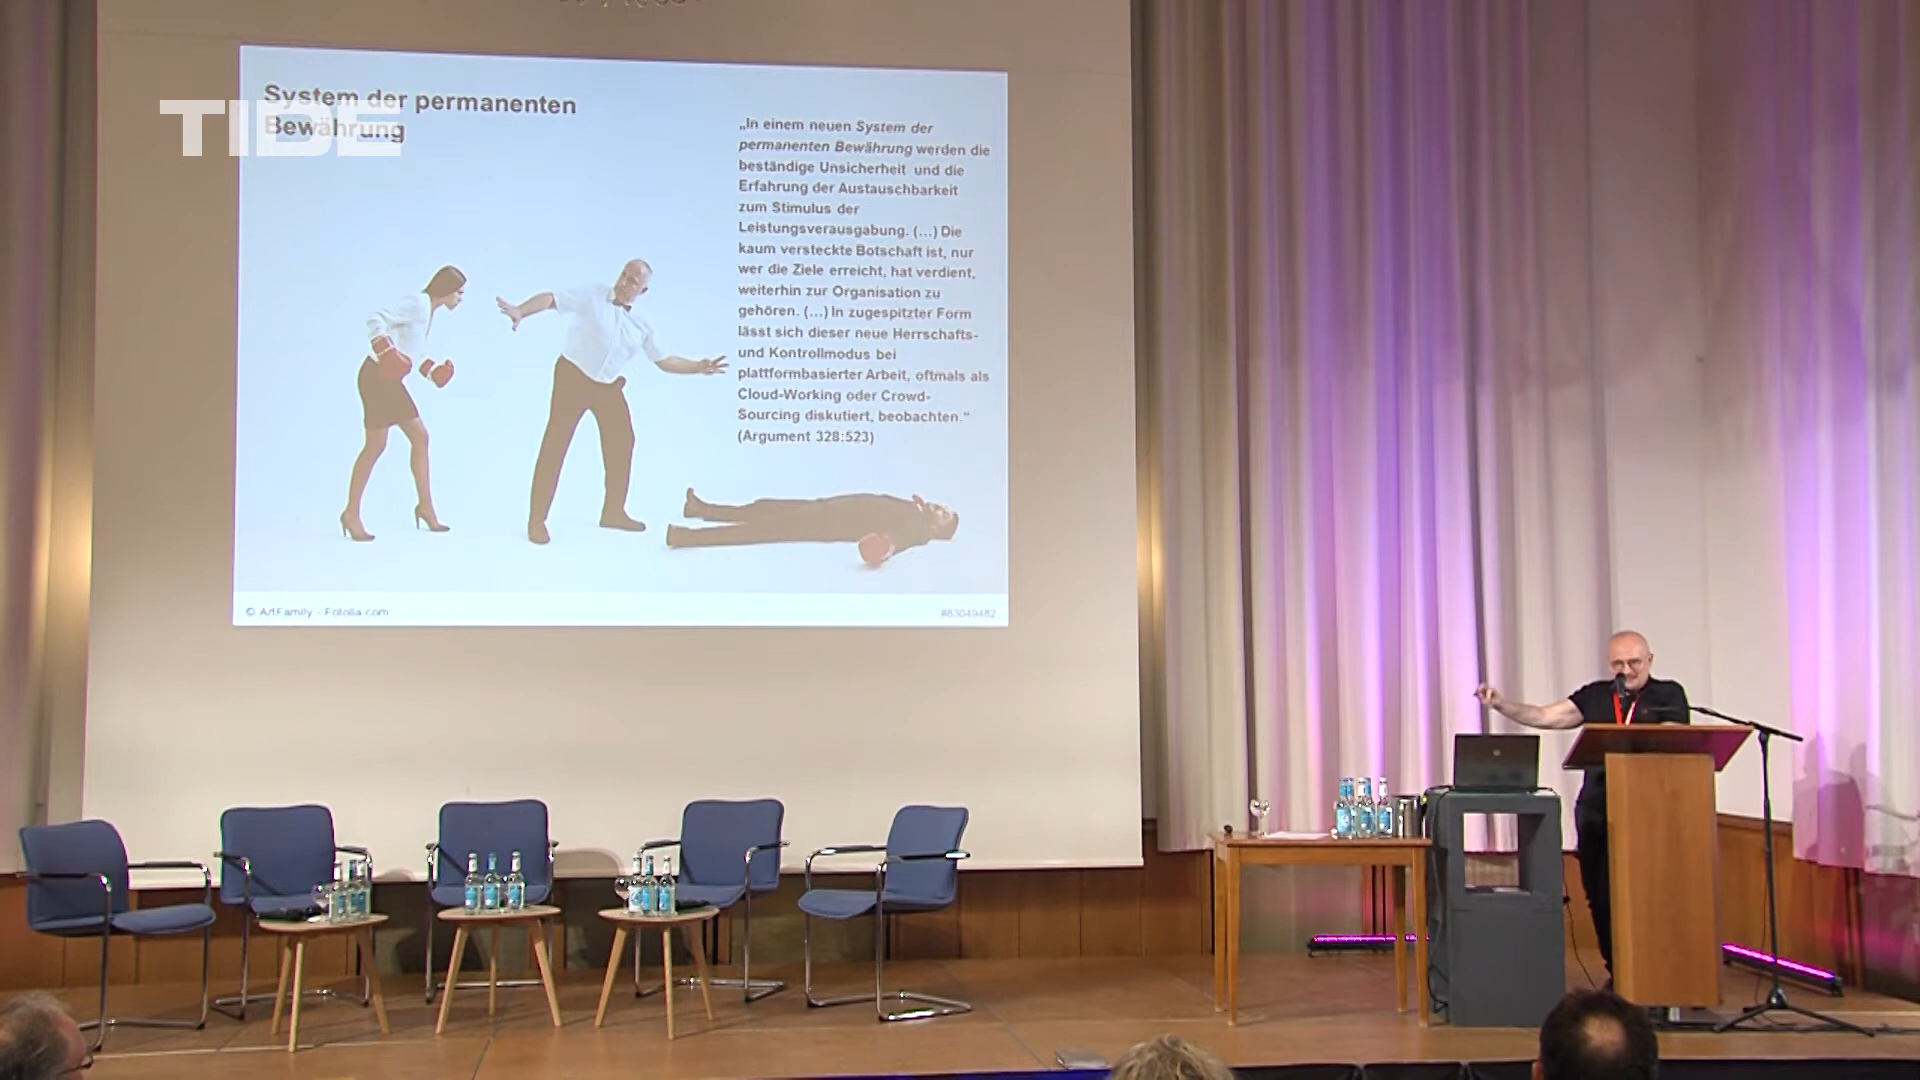 System der permanenten
Bewährung
TIDE
„In einem neuen System der
permanenten Bewährung werden die
beständige Unsicherheit und die
Erfahrung der Austauschbarkeit
zum Stimulus der
Leistungsverausgabung. (…) Die
kaum versteckte Botschaft ist, nur
wer die Ziele erreicht, hat verdient,
weiterhin zur Organisation zu
gehören. (…) In zugespitzter Form
lässt sich dieser neue Herrschafts-
und Kontrollmodus bei
plattformbasierter Arbeit, oftmals als
Cloud-Working oder Crowd-
Sourcing diskutiert, beobachten.“
(Argument 328:523)
© ArtFamily - Fotolia.com
#83049482